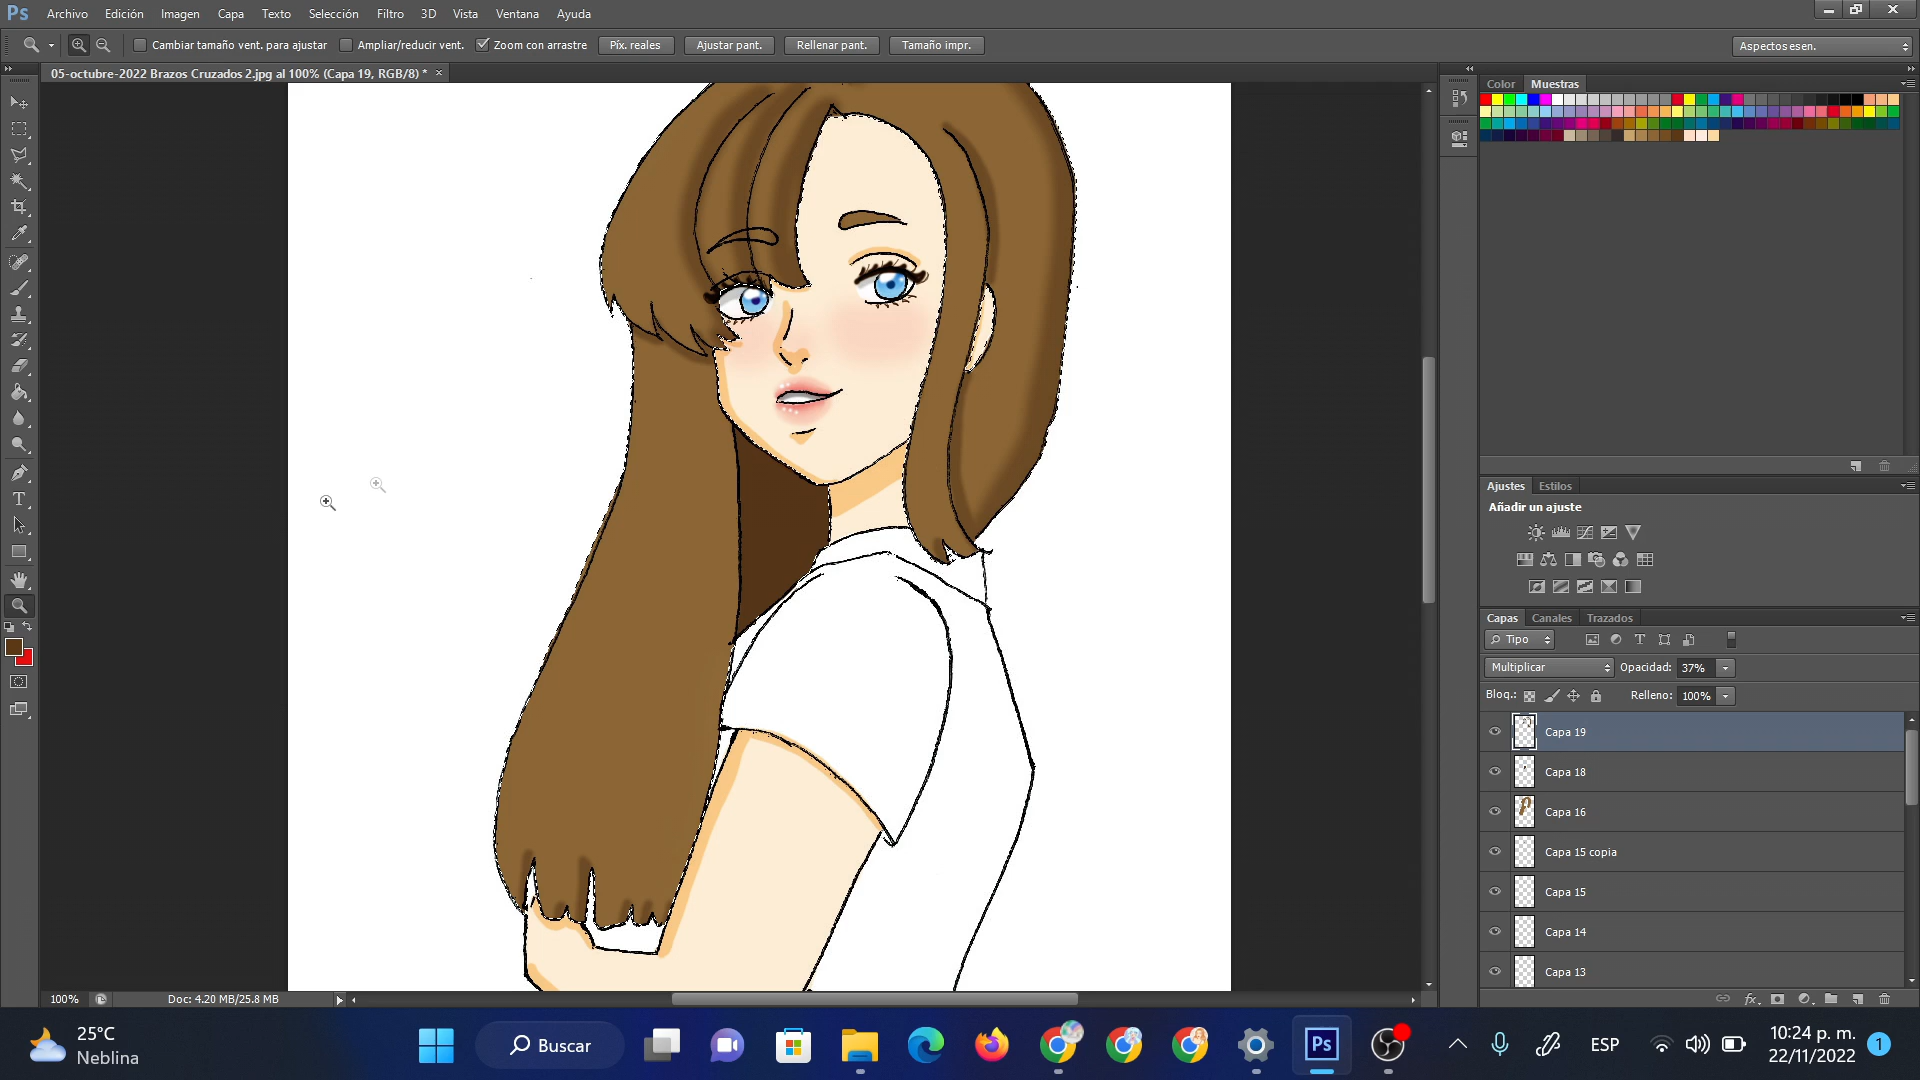 Ps Archivo Edición Imagen Capa Texto Selección Filtro 3D Vista Ventana Ayuda
Cambiar tamaño vent. para ajustar Ampliar/reducir vent. Zoom con arrastre Píx. reales Ajustar pant. Rellenar pant. Tamaño impr. Aspectos esen.
05-octubre-2022 Brazos Cruzados 2.jpg al 100% (Capa 19, RGB/8) * ×
Color Muestras
Ajustes Estilos
Añadir un ajuste
Capas Canales Trazados
Tipo
Multiplicar Opacidad: 37%
Bloq.: Relleno: 100%
Capa 19
Capa 18
Capa 16
Capa 15 copia
Capa 15
Capa 14
Capa 13
100% Doc: 4.20 MB/25.8 MB
25°C
Neblina
Buscar
Ps
ESP
10:24 p. m.
22/11/2022
1